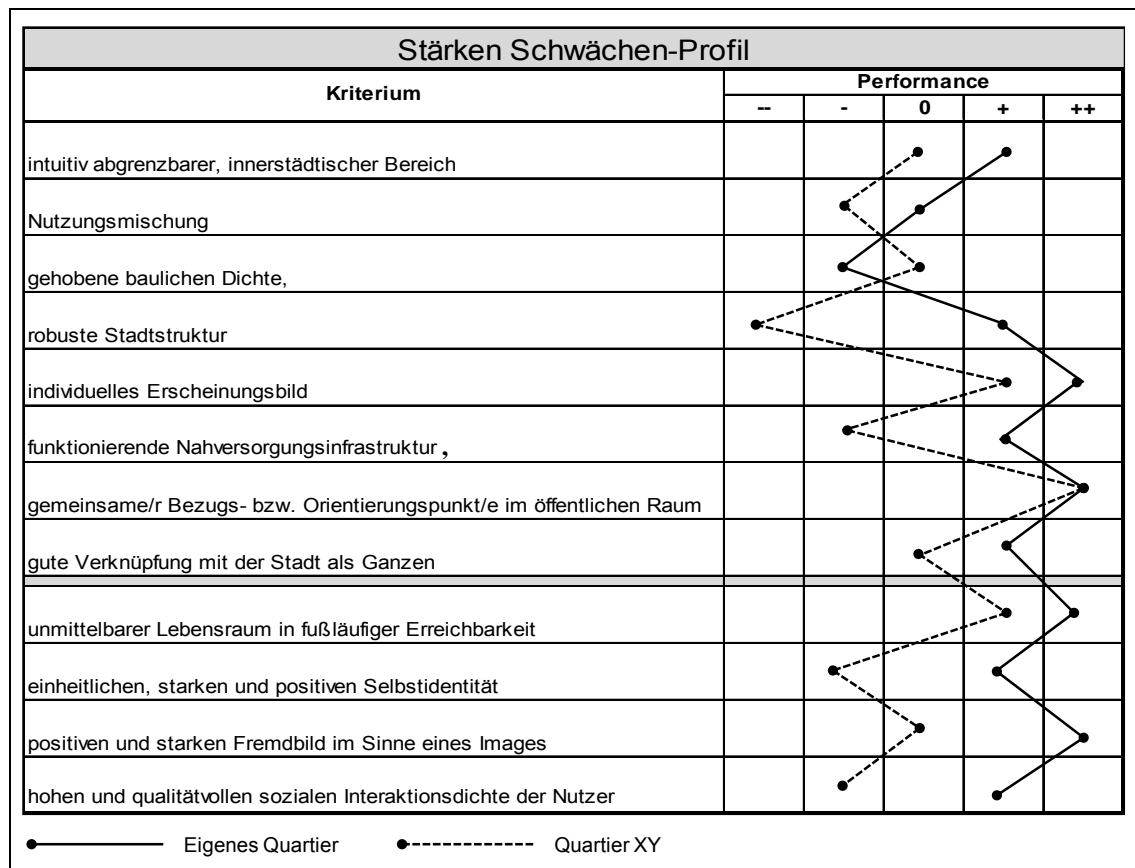 Stärken Schwächen-Profil
Kriterium
Performance
--
-
0
+
++
intuitiv abgrenzbarer, innerstädtischer Bereich
Nutzungsmischung
gehobene baulichen Dichte,
robuste Stadtstruktur
individuelles Erscheinungsbild
funktionierende Nahversorgungsinfrastruktur ,
gemeinsame/r Bezugs- bzw. Orientierungspunkt/e im öffentlichen Raum
gute Verknüpfung mit der Stadt als Ganzen
unmittelbarer Lebensraum in fußläufiger Erreichbarkeit
einheitlichen, starken und positiven Selbstidentität
positiven und starken Fremdbild im Sinne eines Images
hohen und qualitätvollen sozialen Interaktionsdichte der Nutzer
Eigenes Quartier
Quartier XY